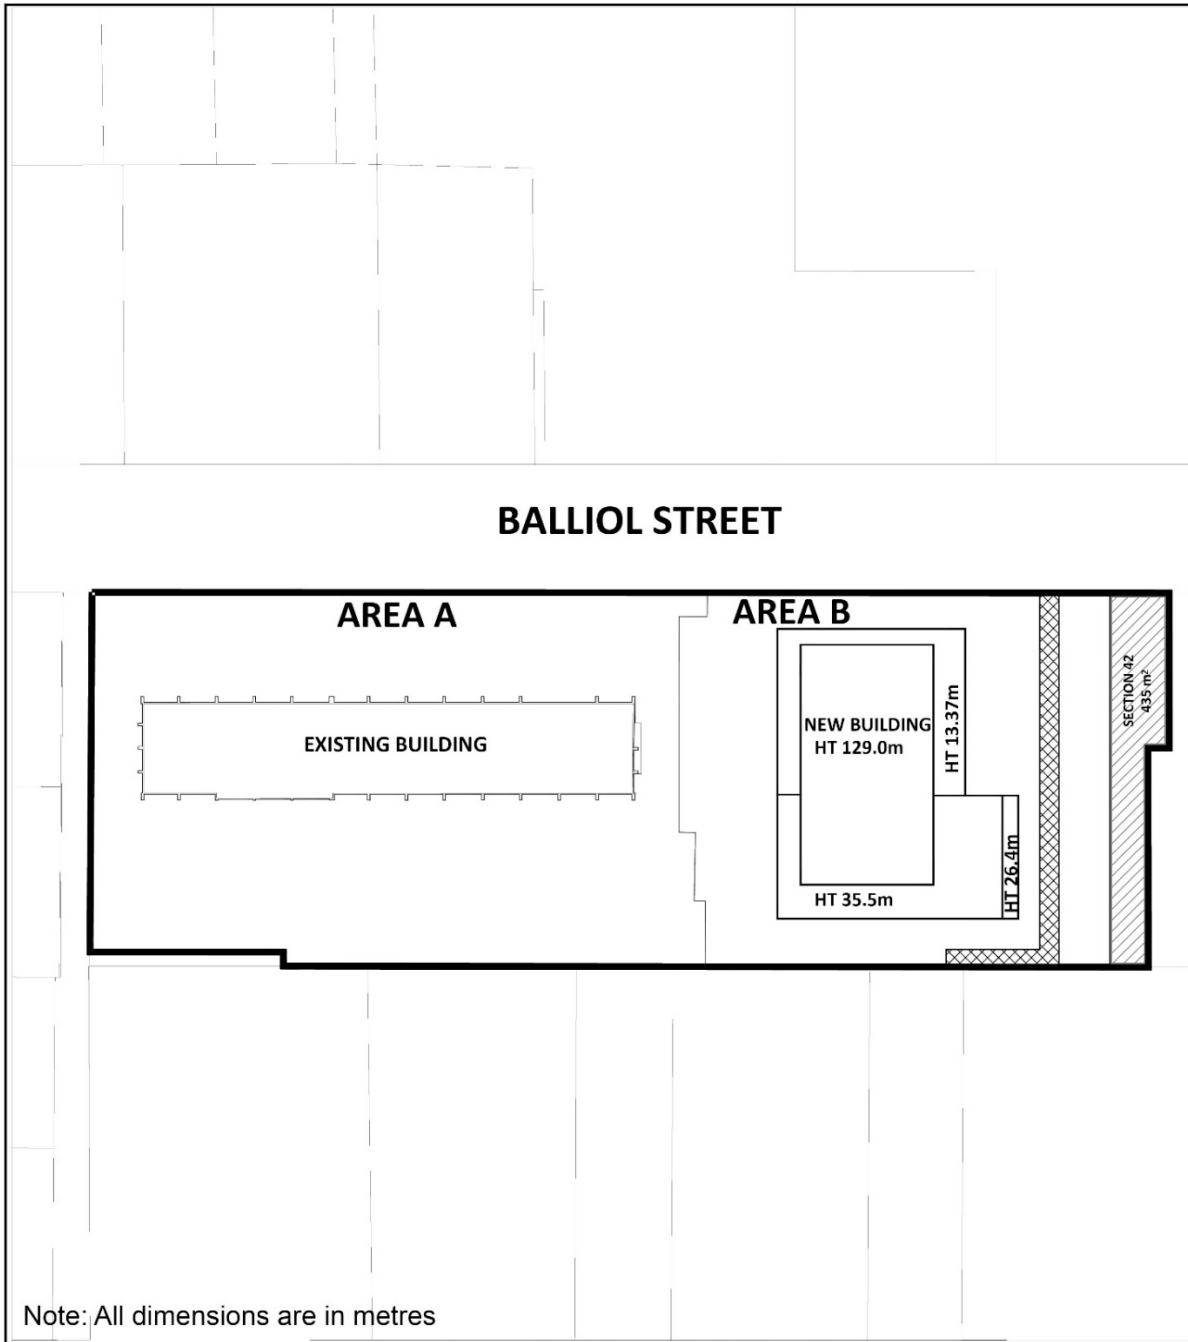 BALLIOL STREET
AREA A
AREA B
SECTION 42
435 m²
EXISTING BUILDING
NEW BUILDING
HT 129.0m
HT 13.37m
HT 35.5m
HT 26.4m
Note: All dimensions are in metres